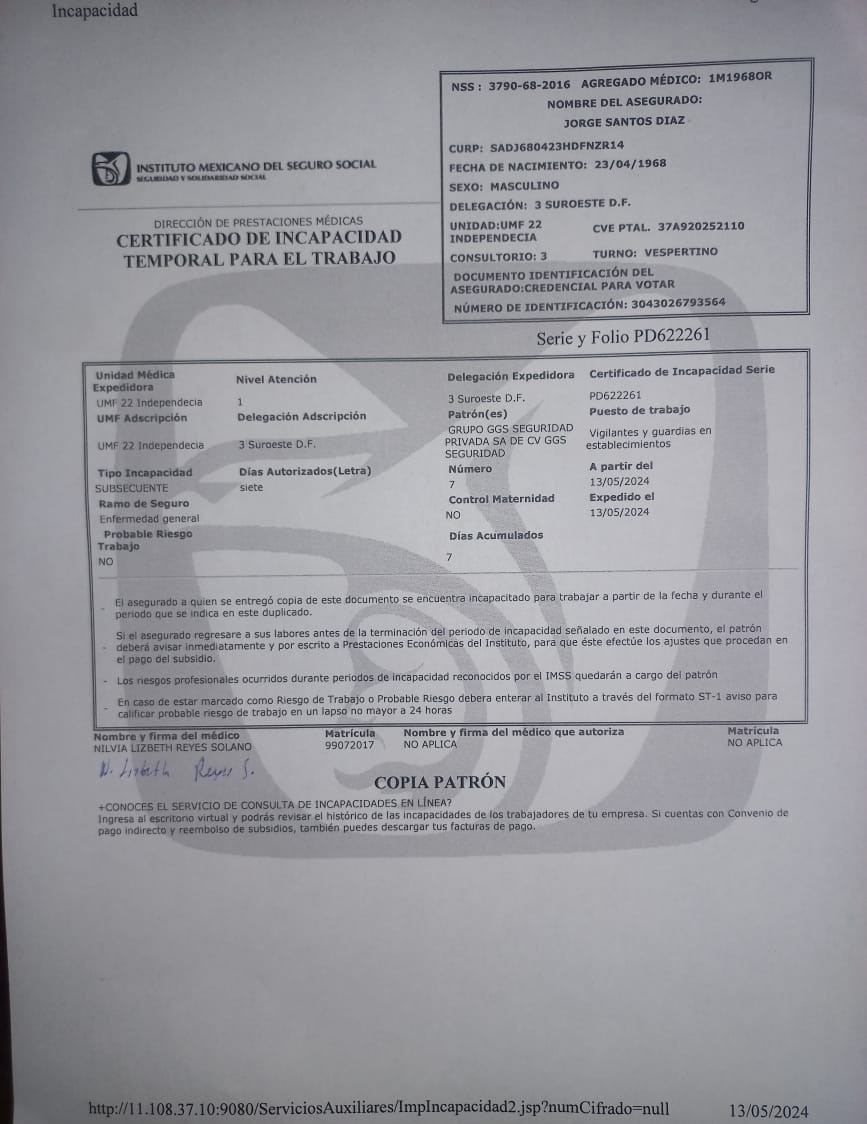 Incapacidad
NSS : 3790-68-2016 AGREGADO MÉDICO: 1M1968OR
NOMBRE DEL ASEGURADO:
JORGE SANTOS DIAZ
CURP: SADJ680423HDFNZR14
FECHA DE NACIMIENTO: 23/04/1968
SEXO: MASCULINO
DELEGACIÓN: 3 SUROESTE D.F.
UNIDAD:UMF 22 INDEPENDECIA
CVE PTAL. 37A920252110
CONSULTORIO: 3
TURNO: VESPERTINO
DOCUMENTO IDENTIFICACIÓN DEL
ASEGURADO:CREDENCIAL PARA VOTAR
NÚMERO DE IDENTIFICACIÓN: 3043026793564
INSTITUTO MEXICANO DEL SEGURO SOCIAL
SEGURIDAD Y SOLIDARIDAD SOCIAL
DIRECCIÓN DE PRESTACIONES MÉDICAS
CERTIFICADO DE INCAPACIDAD
TEMPORAL PARA EL TRABAJO
Serie y Folio PD622261
Unidad Médica Expedidora
Nivel Atención
Delegación Expedidora
Certificado de Incapacidad Serie
UMF 22 Independecia
1
3 Suroeste D.F.
PD622261
UMF Adscripción
Delegación Adscripción
Patrón(es)
Puesto de trabajo
UMF 22 Independecia
3 Suroeste D.F.
GRUPO GGS SEGURIDAD
PRIVADA SA DE CV GGS
SEGURIDAD
Vigilantes y guardias en
establecimientos
Tipo Incapacidad
Días Autorizados(Letra)
Número
A partir del
SUBSECUENTE
siete
7
13/05/2024
Ramo de Seguro
Control Maternidad
Expedido el
Enfermedad general
NO
13/05/2024
Probable Riesgo
Trabajo
Días Acumulados
NO
7
- El asegurado a quien se entregó copia de este documento se encuentra incapacitado para trabajar a partir de la fecha y durante el
periodo que se indica en este duplicado.
Si el asegurado regresare a sus labores antes de la terminación del periodo de incapacidad señalado en este documento, el patrón
- deberá avisar inmediatamente y por escrito a Prestaciones Económicas del Instituto, para que éste efectúe los ajustes que procedan en
el pago del subsidio.
- Los riesgos profesionales ocurridos durante periodos de incapacidad reconocidos por el IMSS quedarán a cargo del patrón
- En caso de estar marcado como Riesgo de Trabajo o Probable Riesgo debera enterar al Instituto a través del formato ST-1 aviso para
calificar probable riesgo de trabajo en un lapso no mayor a 24 horas
Nombre y firma del médico
Matrícula
Nombre y firma del médico que autoriza
Matrícula
NILVIA LIZBETH REYES SOLANO
99072017
NO APLICA
NO APLICA
N. Lizbeth Reyes S.
COPIA PATRÓN
+CONOCES EL SERVICIO DE CONSULTA DE INCAPACIDADES EN LÍNEA?
Ingresa al escritorio virtual y podrás revisar el histórico de las incapacidades de los trabajadores de tu empresa. Si cuentas con Convenio de
pago indirecto y reembolso de subsidios, también puedes descargar tus facturas de pago.
http://11.108.37.10:9080/ServiciosAuxiliares/ImpIncapacidad2.jsp?numCifrado=null
13/05/2024